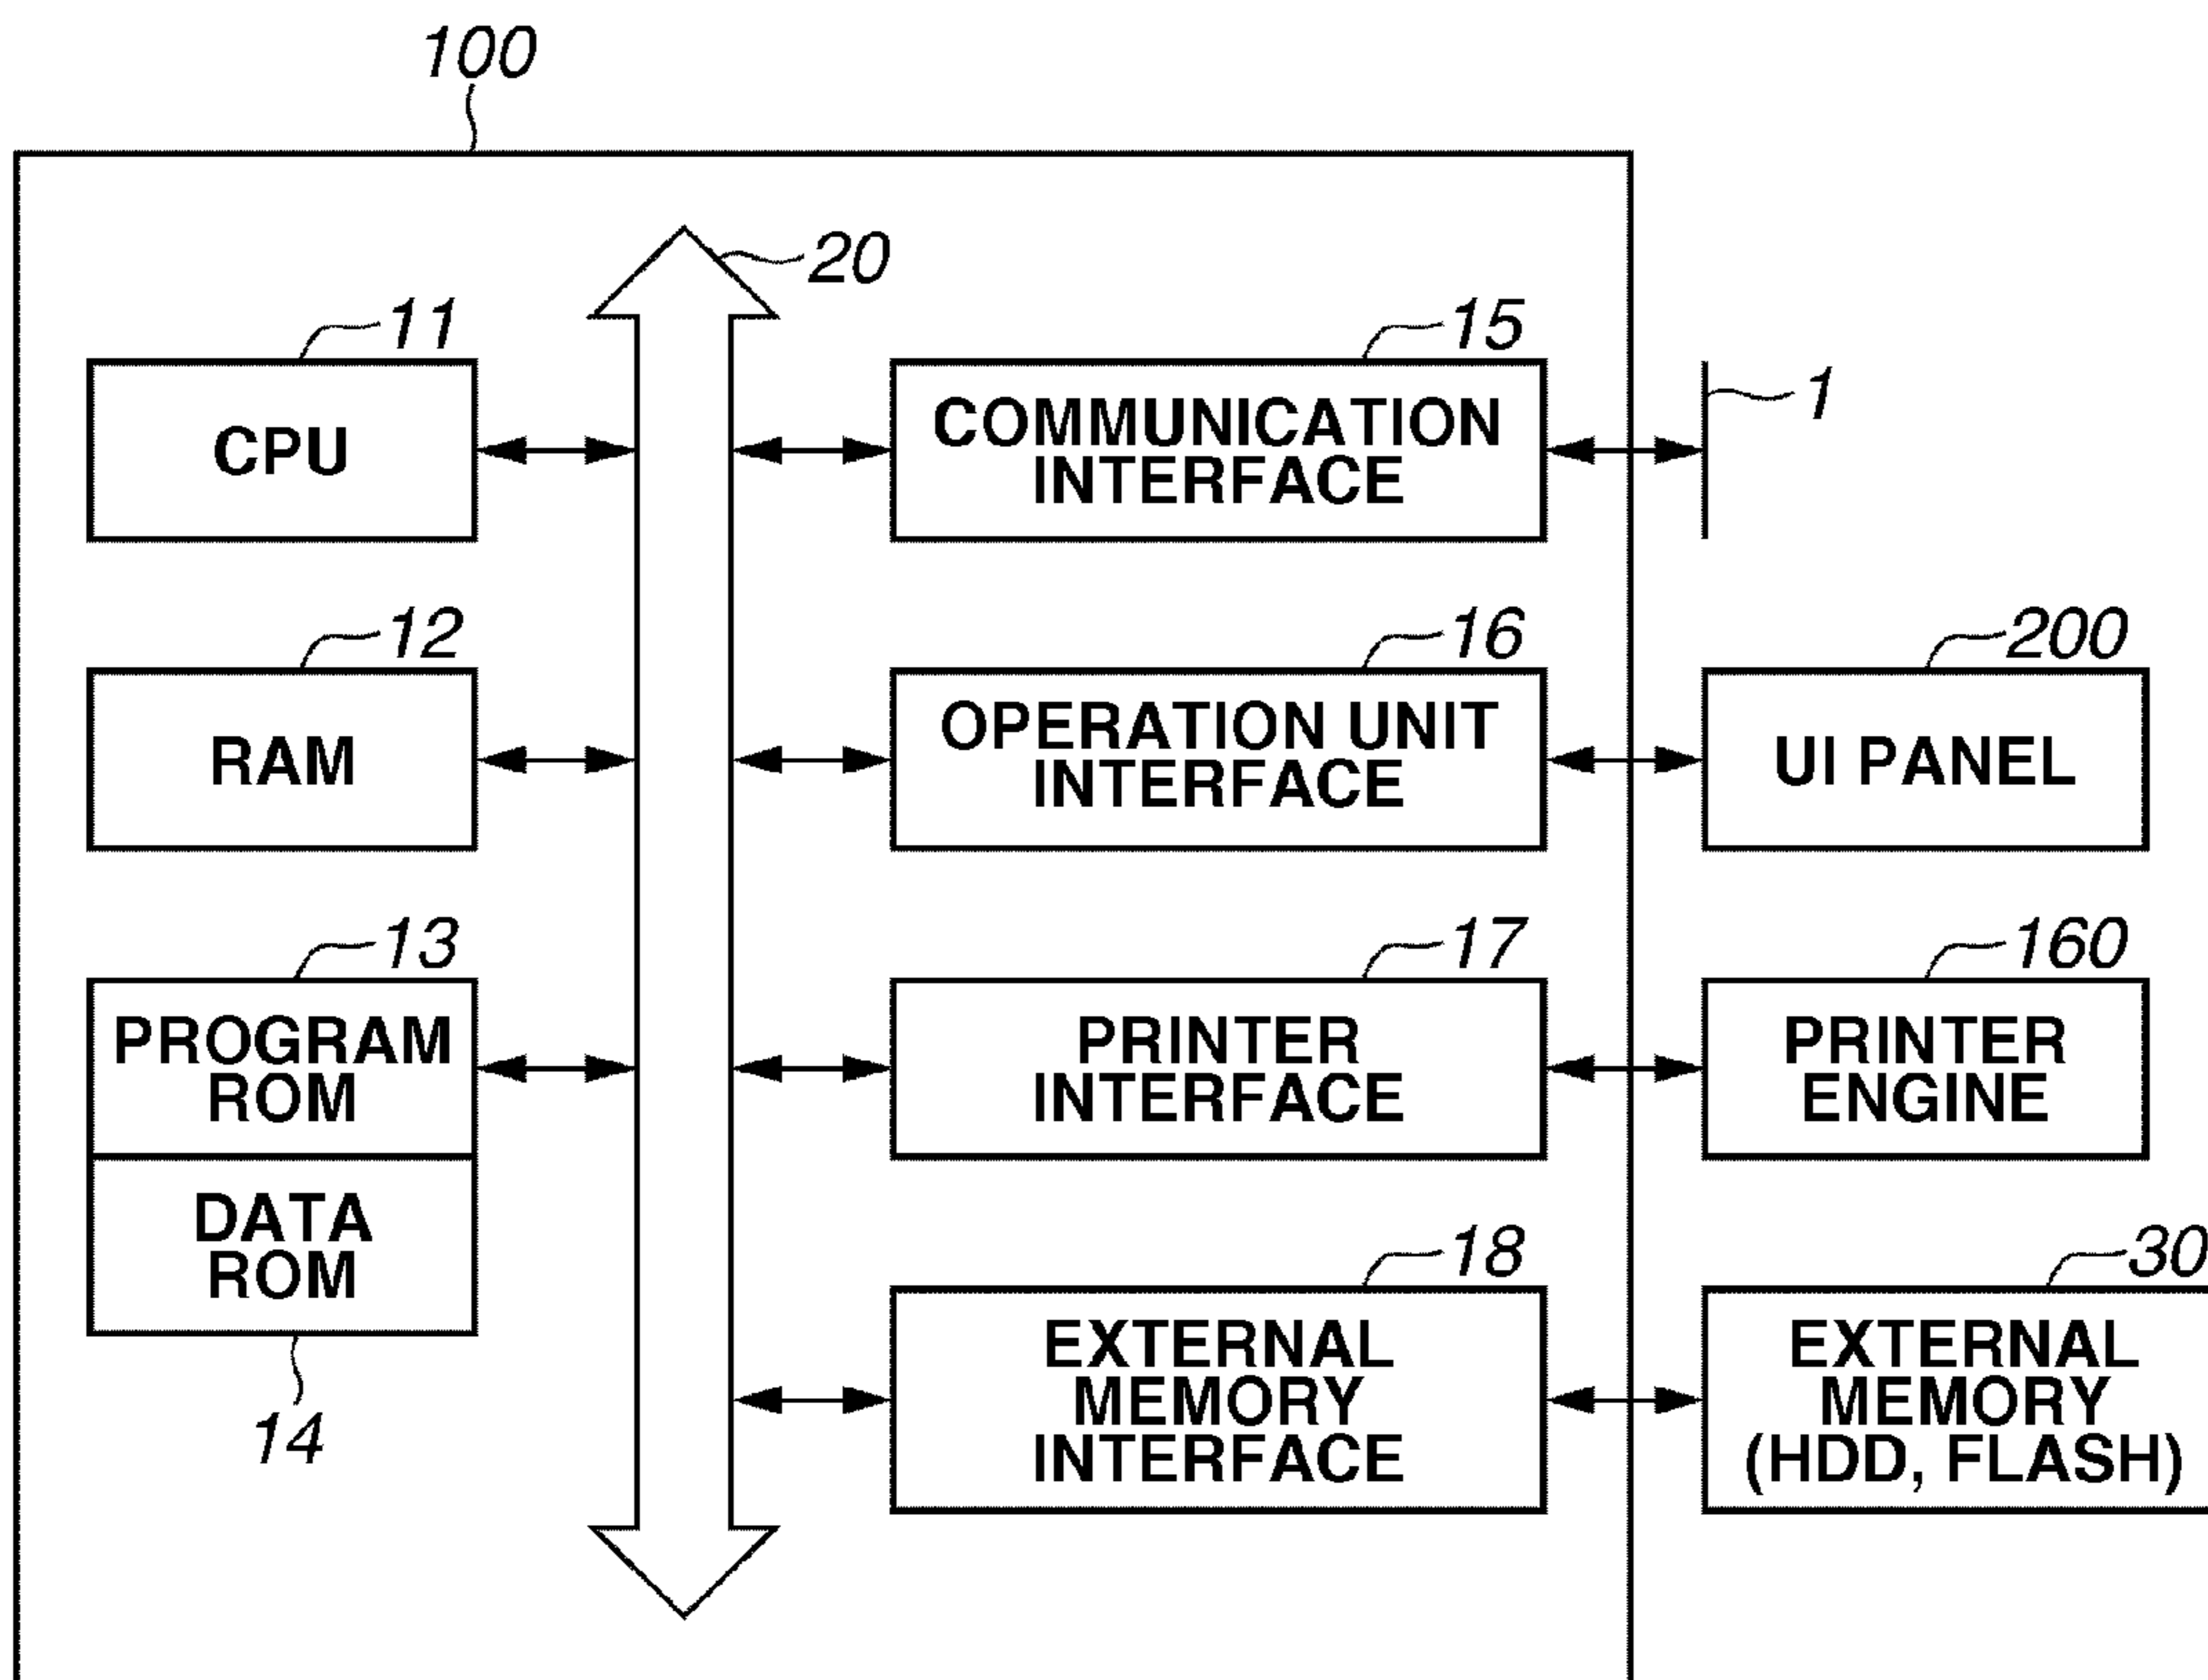 100
20
11
CPU
15
COMMUNICATION
INTERFACE
1
12
RAM
16
OPERATION UNIT
INTERFACE
200
UI PANEL
13
PROGRAM
ROM
17
PRINTER
INTERFACE
160
PRINTER
ENGINE
DATA
ROM
14
18
EXTERNAL
MEMORY
INTERFACE
30
EXTERNAL
MEMORY
(HDD, FLASH)